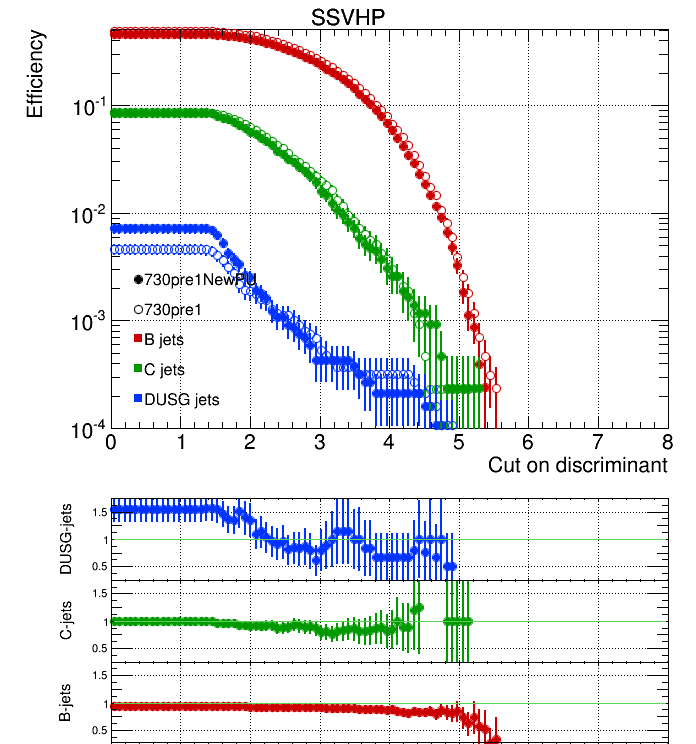 SSVHP
Efficiency
10-1
10-2
10-3
10-4
730pre1NewPU
730pre1
B jets
C jets
DUSG jets
0 1 2 3 4 5 6 7 8
Cut on discriminant
DUSG-jets
1.5
1
0.5
C-jets
1.5
1
0.5
B-jets
1.5
1
0.5